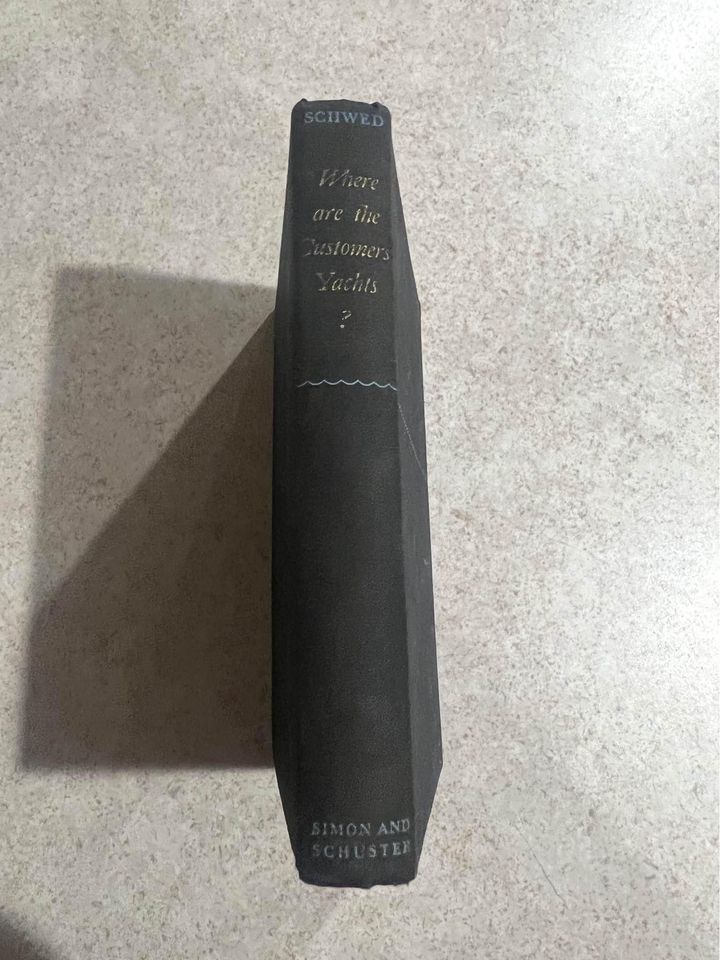 SCHWED
Where
are the
Customers'
Yachts
?
SIMON AND
SCHUSTER